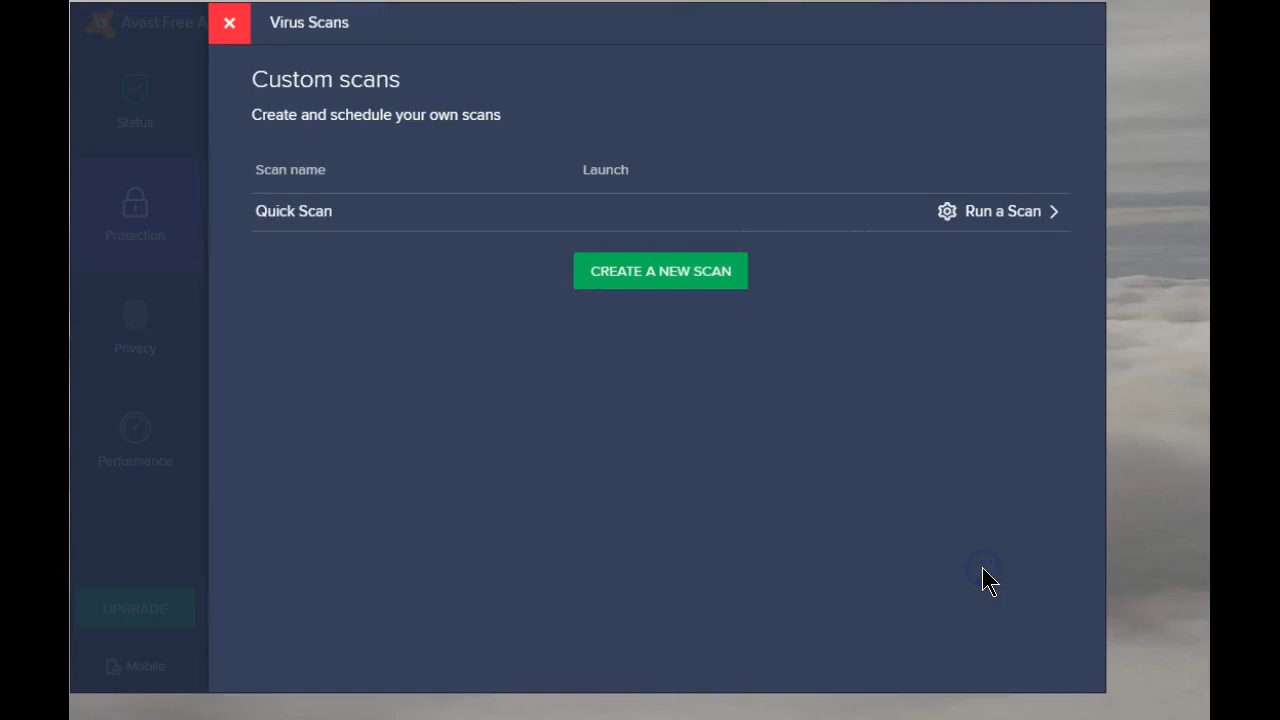 Avast Free A
Virus Scans
Custom scans
Create and schedule your own scans
Scan name Launch
Quick Scan Run a Scan
CREATE A NEW SCAN
Status
Protection
Privacy
Performance
UPGRADE
Mobile